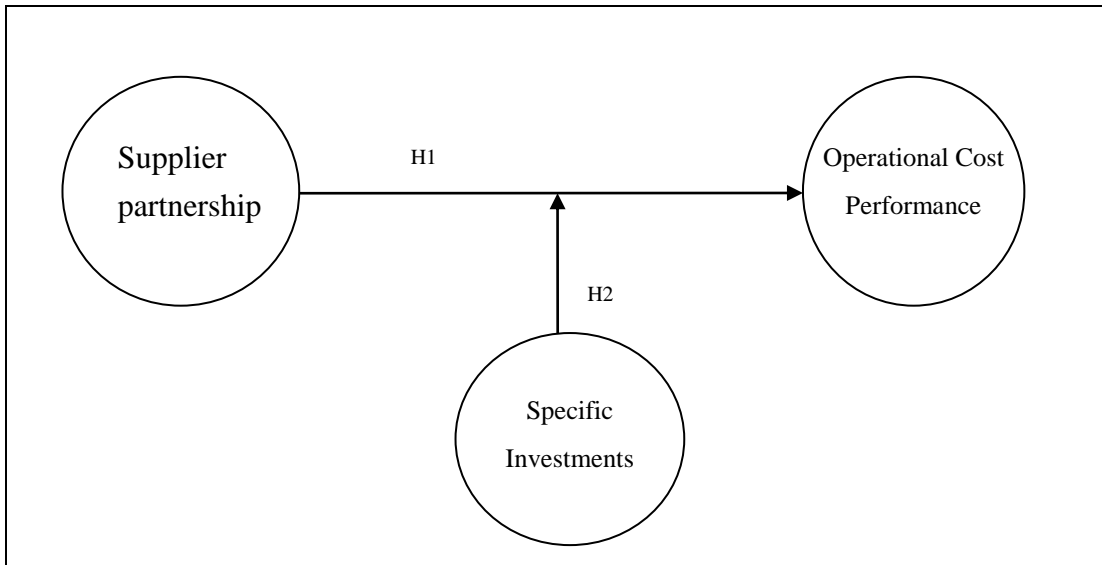 Supplier
partnership
H1
Operational Cost
Performance
H2
Specific
Investments